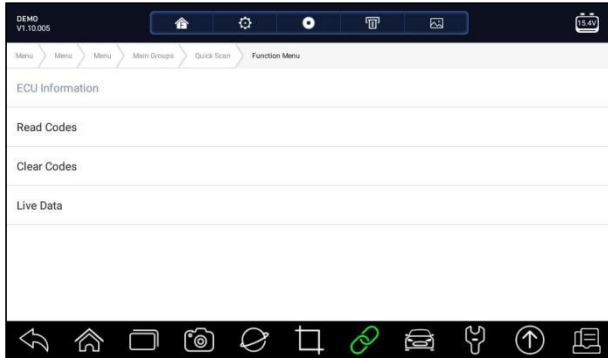 DEMO
V1.10.005
15.4V
Menu Menu Menu Main Groups Quick Scan Function Menu
ECU Information
Read Codes
Clear Codes
Live Data